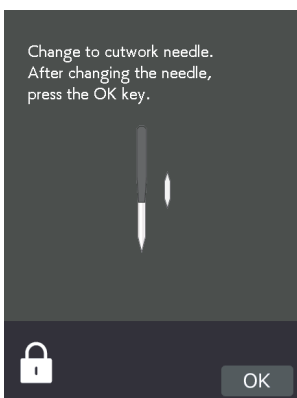 Change to cutwork needle.
After changing the needle,
press the OK key.
OK